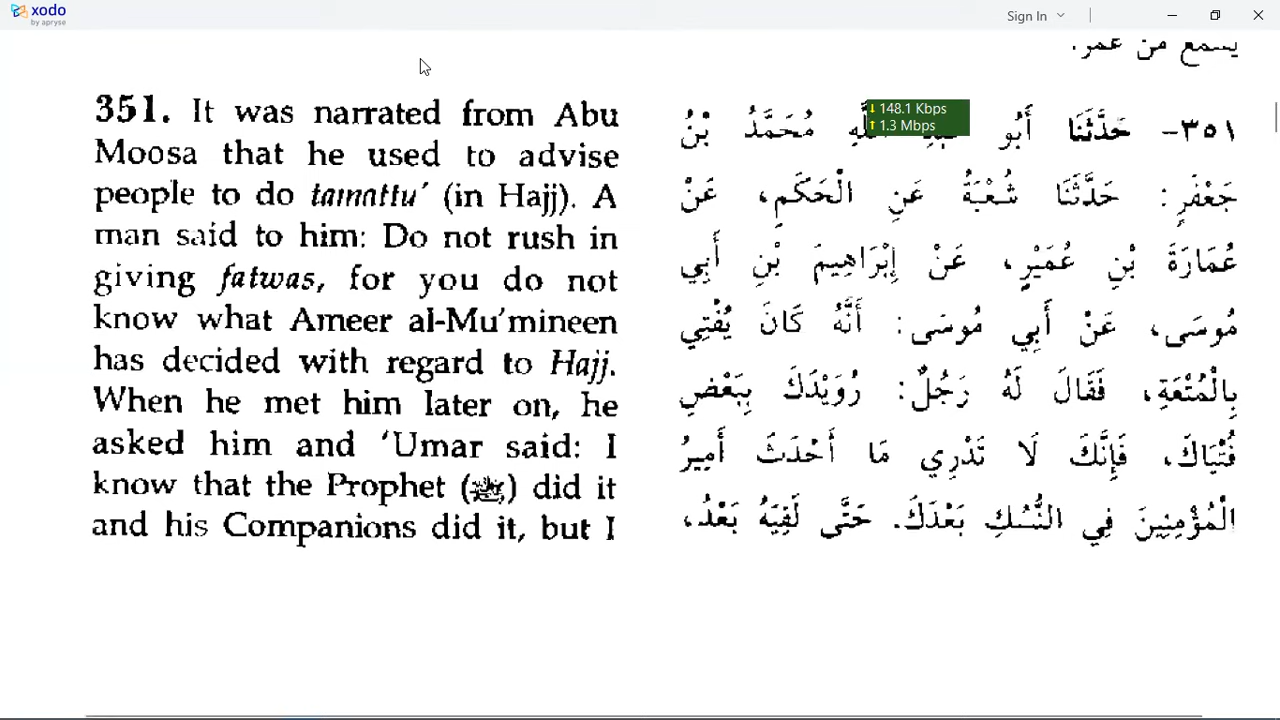 xodo
by apryse
Sign In
يسمع من عمر.
↓ 148.1 Kbps
↑ 1.3 Mbps
351. It was narrated from Abu
Moosa that he used to advise
people to do tamattu' (in Hajj). A
man said to him: Do not rush in
giving fatwas, for you do not
know what Ameer al-Mu'mineen
has decided with regard to Hajj.
When he met him later on, he
asked him and 'Umar said: I
know that the Prophet (ﷺ) did it
and his Companions did it, but I
٣٥١- حَدَّثَنَا أَبُو اللَّهِ مُحَمَّدُ بْنُ
جَعْفَرٍ: حَدَّثَنَا شُعْبَةُ عَنِ الْحَكَمِ، عَنْ
عُمَارَةَ بْنِ عُمَيْرٍ، عَنْ إِبْرَاهِيمَ بْنِ أَبِي
مُوسَى، عَنْ أَبِي مُوسَى: أَنَّهُ كَانَ يُفْتِي
بِالْمُتْعَةِ، فَقَالَ لَهُ رَجُلٌ: رُوَيْدَكَ بِبَعْضِ
فُتْيَاكَ، فَإِنَّكَ لَا تَدْرِي مَا أَحْدَثَ أَمِيرُ
الْمُؤْمِنِينَ فِي النُّسُكِ بَعْدَكَ. حَتَّى لَقِيَهُ بَعْدُ،